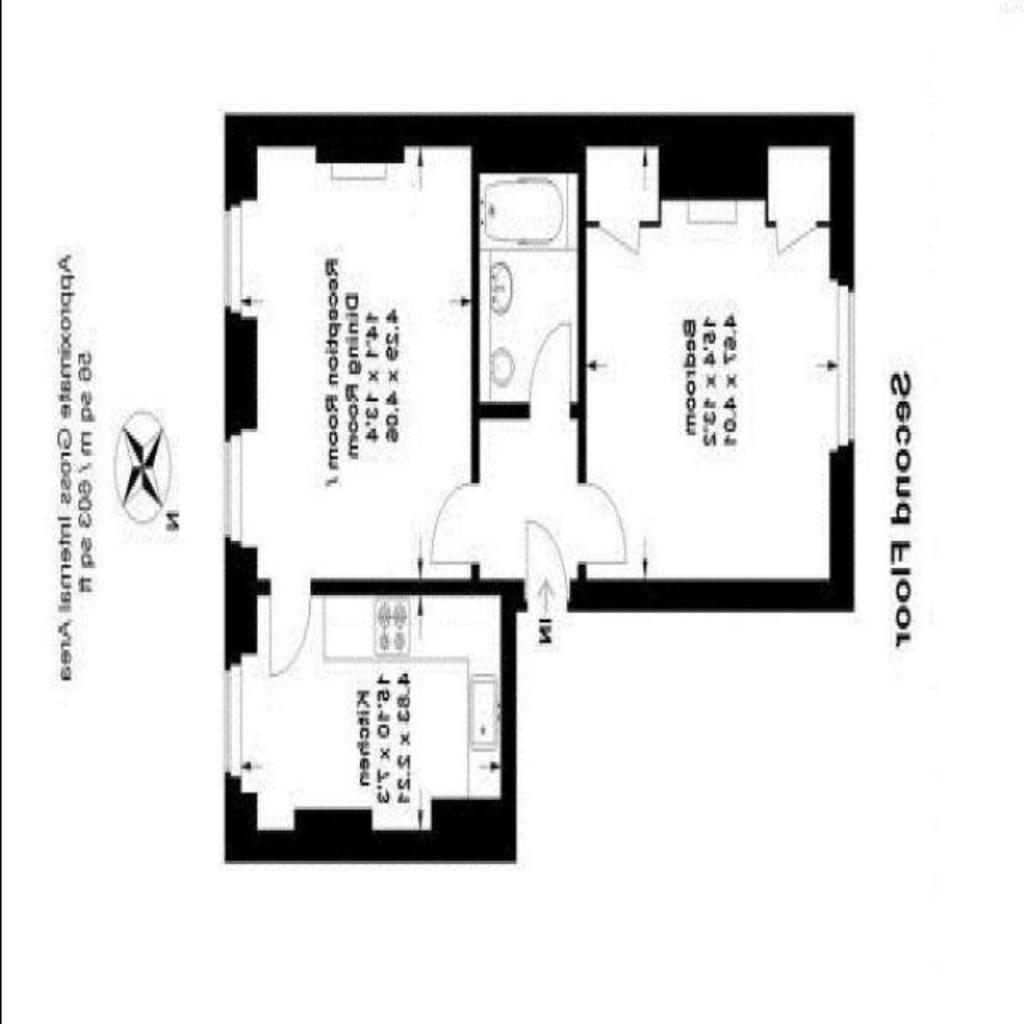 Approximate Gross Internal Area
56 sq m / 603 sq ft
N
Reception Room /
Dining Room
14.1 x 13.4
4.29 x 4.06
Kitchen
15.10 x 7.3
4.83 x 2.21
IN
Bedroom
15.4 x 13.2
4.67 x 4.01
Second Floor